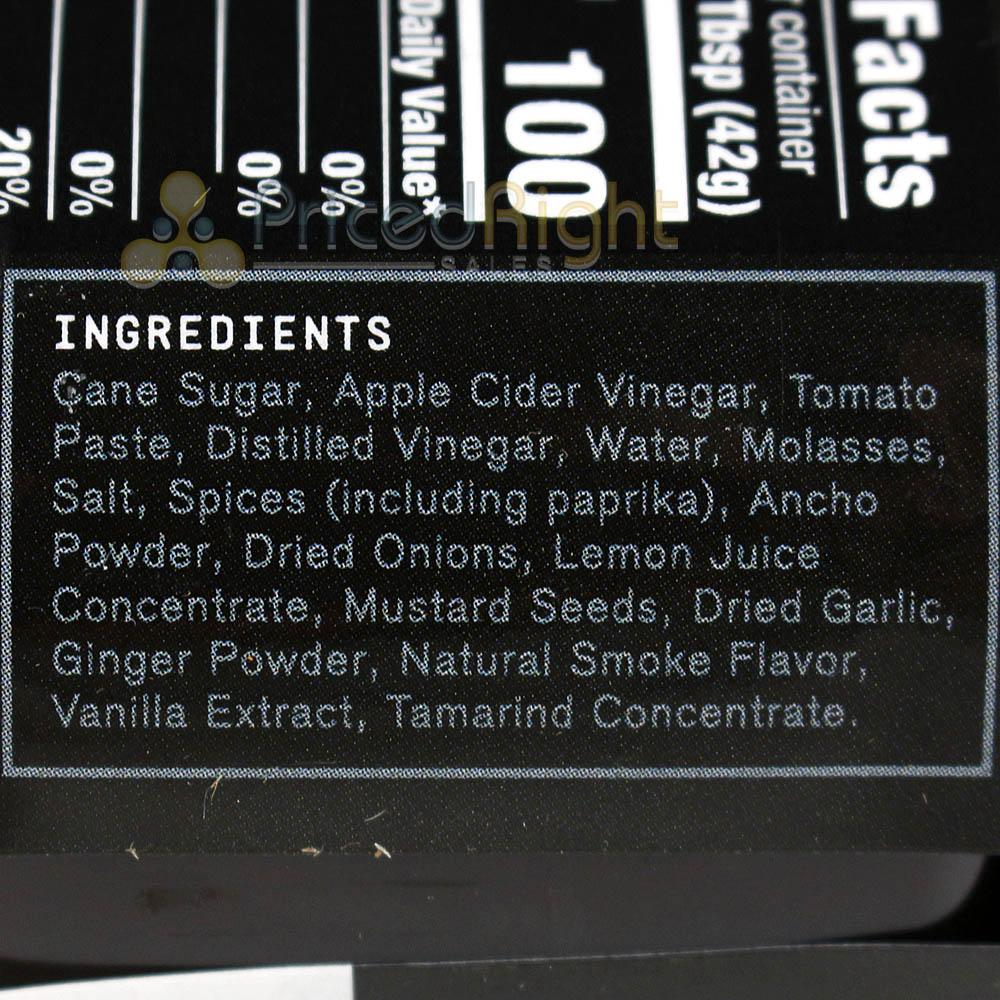 Facts
container
Tbsp (42g)
100
Daily Value*
0%
0%
0%
20%
PricedRight
SALES
INGREDIENTS
Cane Sugar, Apple Cider Vinegar, Tomato
Paste, Distilled Vinegar, Water, Molasses,
Salt, Spices (including paprika), Ancho
Powder, Dried Onions, Lemon Juice
Concentrate, Mustard Seeds, Dried Garlic,
Ginger Powder, Natural Smoke Flavor,
Vanilla Extract, Tamarind Concentrate.